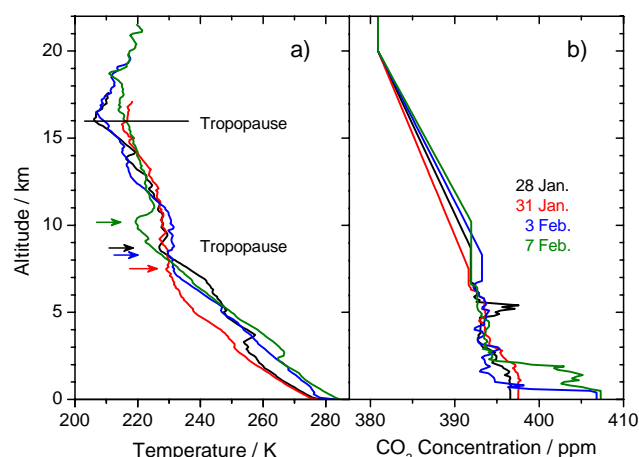 a)
b)
20
15
10
5
0
Altitude / km
Tropopause
Tropopause
28 Jan.
31 Jan.
3 Feb.
7 Feb.
200 220 240 260 280
380 390 400 410
Temperature / K
CO2 Concentration / ppm